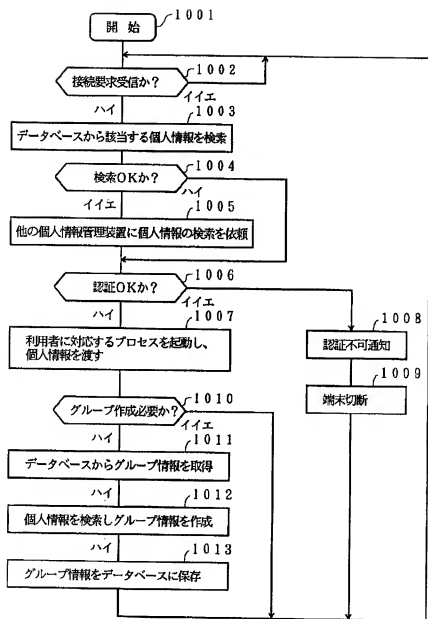 開始
1001
接続要求受信か？
1002
ハイ
イイエ
1003
データベースから該当する個人情報を検索
1004
検索ＯＫか？
ハイ
イイエ
1005
他の個人情報管理装置に個人情報の検索を依頼
1006
認証ＯＫか？
イイエ
ハイ
1007
利用者に対応するプロセスを起動し、
個人情報を渡す
1008
認証不可通知
1009
端末切断
1010
グループ作成必要か？
イイエ
ハイ
1011
データベースからグループ情報を取得
ハイ
1012
個人情報を検索しグループ情報を作成
ハイ
1013
グループ情報をデータベースに保存